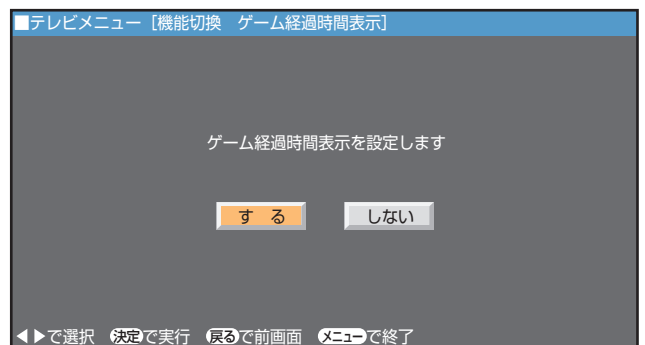 ■テレビメニュー［機能切換　ゲーム経過時間表示］
ゲーム経過時間表示を設定します
す　る　しない
◀▶で選択　決定で実行　戻るで前画面　メニューで終了